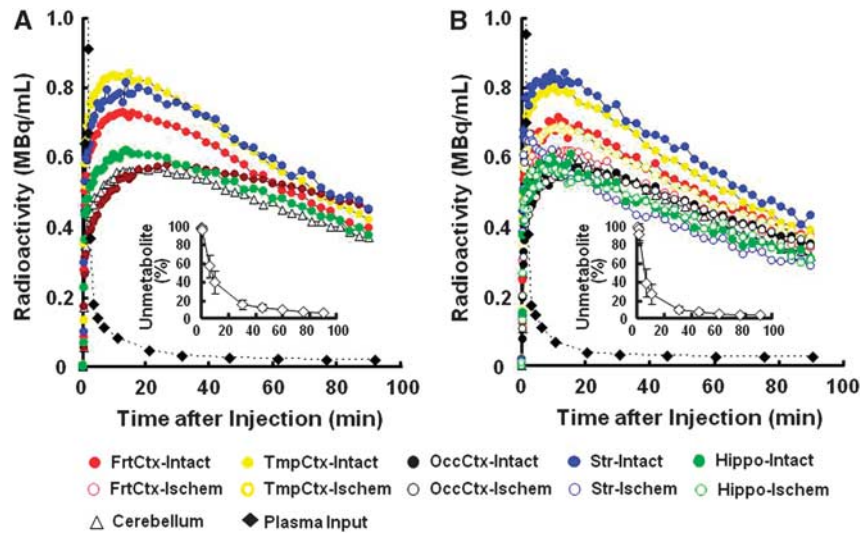 A
B
Radioactivity (MBq/mL)
1.0
0.8
0.6
0.4
0.2
0
0 20 40 60 80 100
Time after Injection (min)
Unmetabolite (%)
100
80
60
40
20
0
0 20 40 60 80 100
Radioactivity (MBq/mL)
1.0
0.8
0.6
0.4
0.2
0
0 20 40 60 80 100
Time after Injection (min)
Unmetabolite (%)
100
80
60
40
20
0
0 20 40 60 80 100
FrtCtx-Intact TmpCtx-Intact OccCtx-Intact Str-Intact Hippo-Intact
FrtCtx-Ischem TmpCtx-Ischem OccCtx-Ischem Str-Ischem Hippo-Ischem
Cerebellum Plasma Input